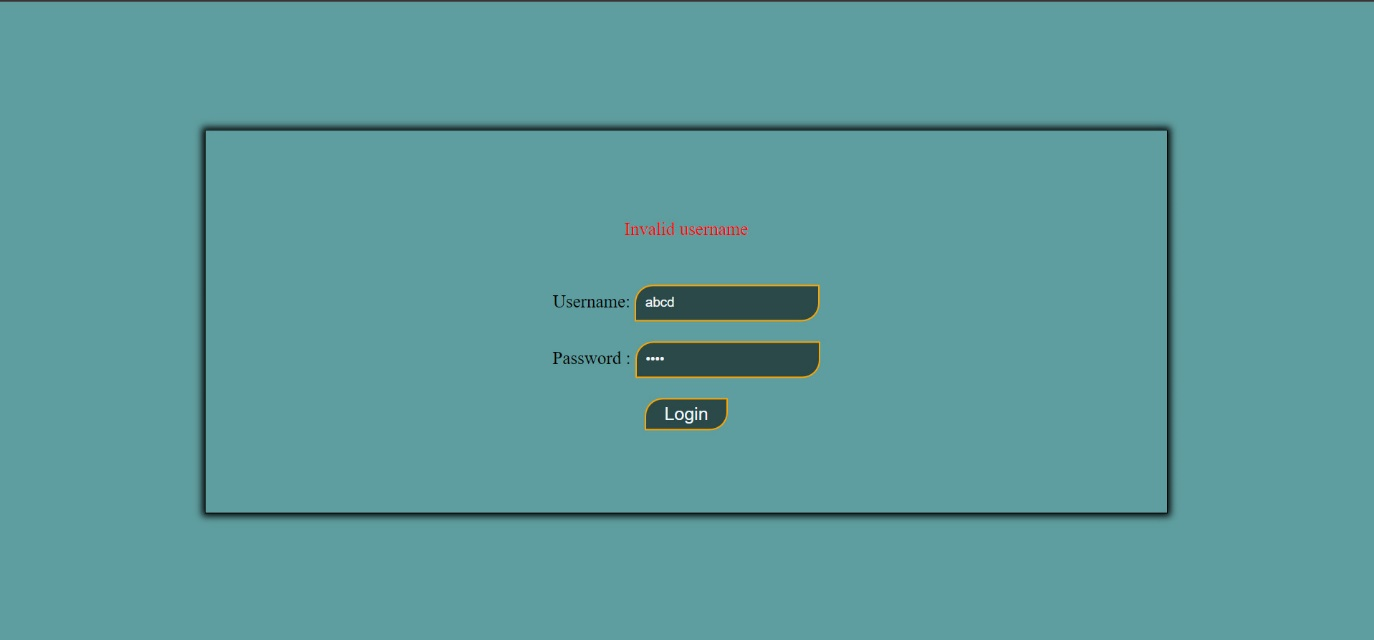 Invalid username
Username: abcd
Password : ••••
Login